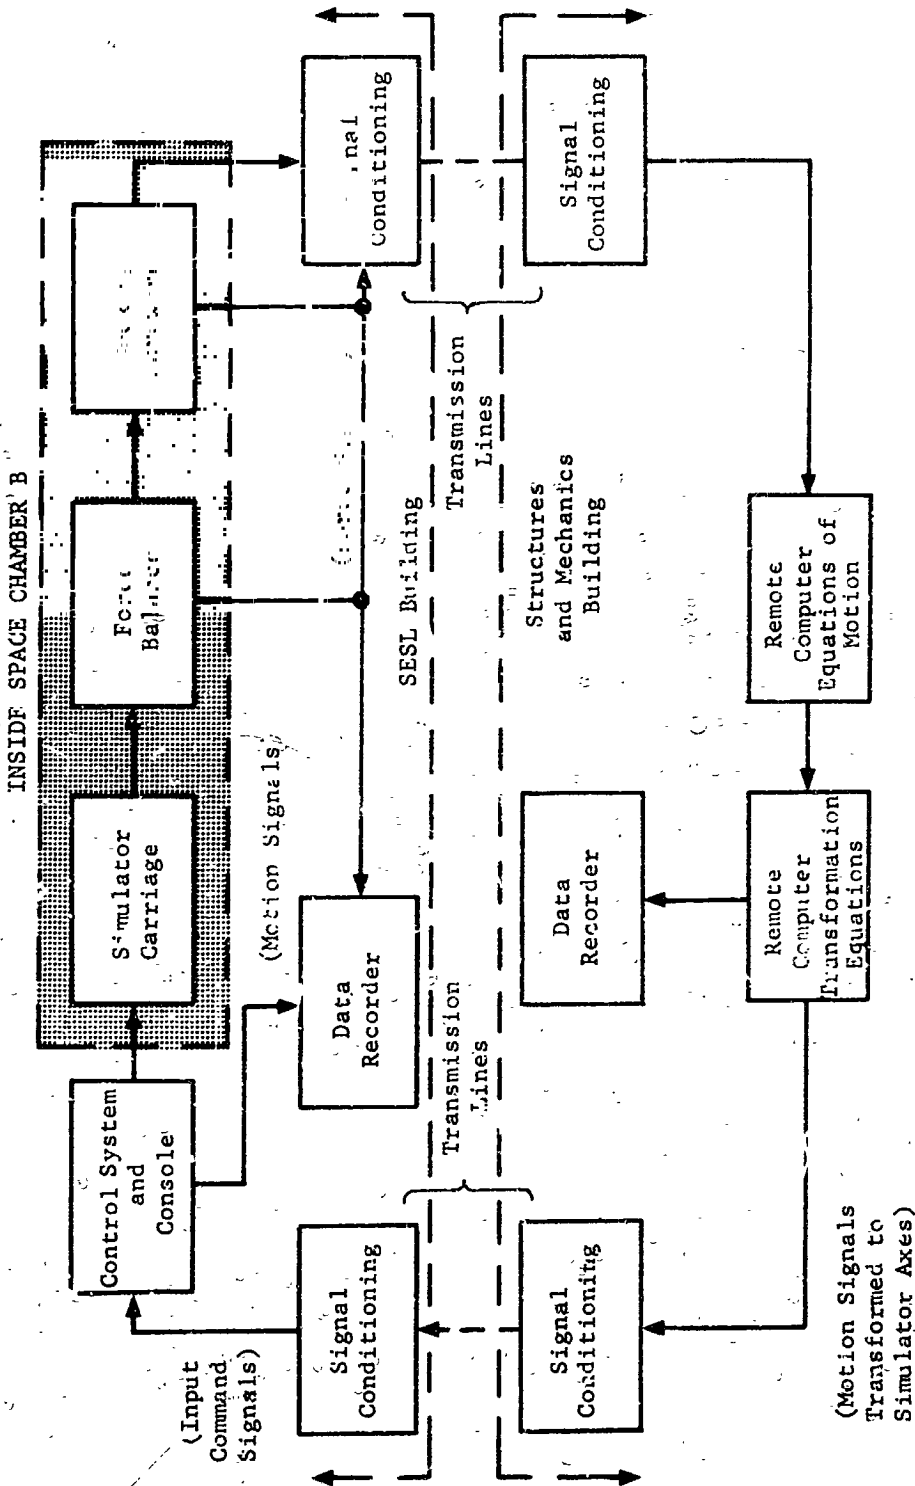 INSIDE SPACE CHAMBER B
Control System
and
Console
Simulator
Carriage
Force
Balance
(Input
Command
Signals)
(Motion Signals)
Signal
Conditioning
Data
Recorder
Conditioning
SESL Building
Transmission
Lines
Transmission
Lines
Structures
and Mechanics
Building
Signal
Conditioning
Data
Recorder
Signal
Conditioning
(Motion Signals
Transformed to
Simulator Axes)
Remote
Computer
Transformation
Equations
Remote
Computer
Equations of
Motion